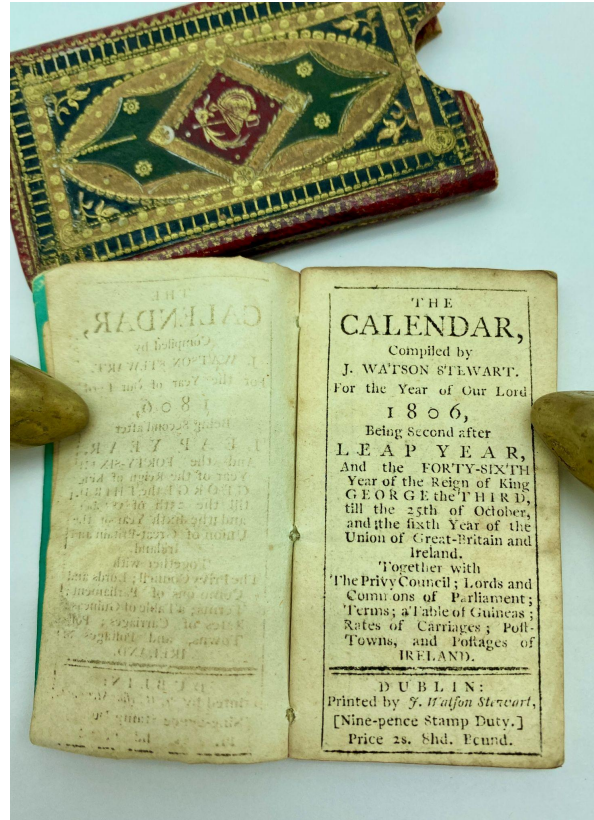 THE
CALENDAR,
Compiled by
J. WATSON STEWART.
For the Year of Our Lord
1806,
Being Second after
LEAP YEAR,
And the FORTY-SIXTH
Year of the Reign of King
GEORGE the THIRD,
till the 25th of October,
and the ſixth Year of the
Union of Great-Britain and
Ireland.
Together with
The Privy Council; Lords and
Commons of Parliament;
Terms; a Table of Guineas;
Rates of Carriages; Poſt-
Towns, and Poſtages of
IRELAND.
DUBLIN:
Printed by J. Watſon Stewart,
[Nine-pence Stamp Duty.]
Price 2s. 8hd. Bound.